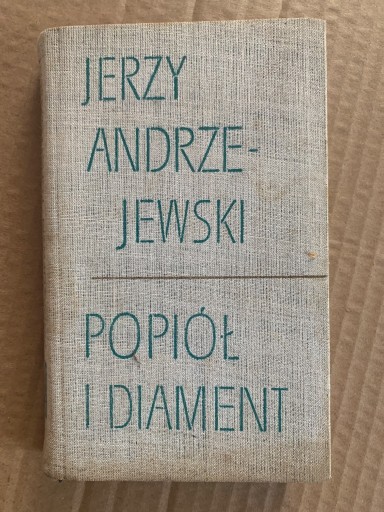 JERZY
ANDRZE-
JEWSKI
POPIÓŁ
I DIAMENT